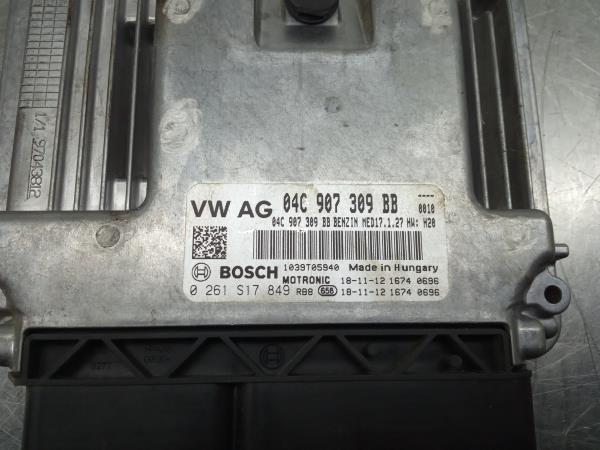 VW AG 04C 907 309 BB ----
0010
04C 907 309 BB BENZIN MED17.1.27 HW: H20
BOSCH 1039T05940 Made in Hungary
MOTRONIC 18-11-12 1674 0696
0 261 S17 849 RB8 656 18-11-12 1674 0696